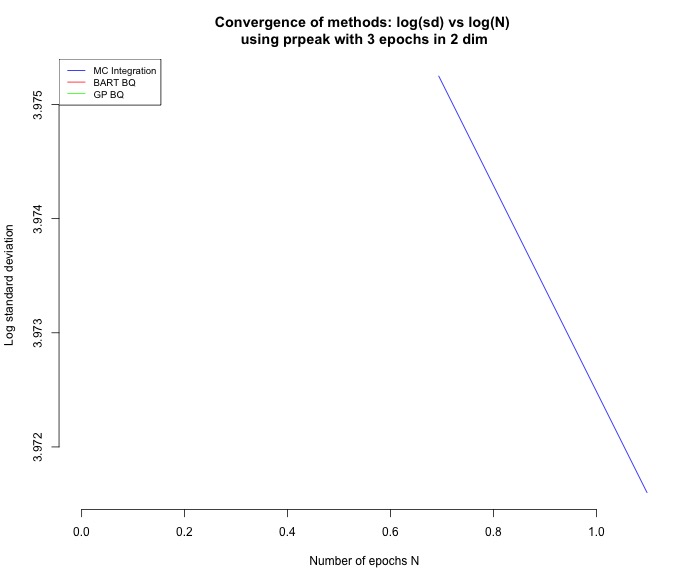 Convergence of methods: log(sd) vs log(N)
using prpeak with 3 epochs in 2 dim
MC Integration
BART BQ
GP BQ
3.975
3.974
3.973
3.972
Log standard deviation
0.0 0.2 0.4 0.6 0.8 1.0
Number of epochs N